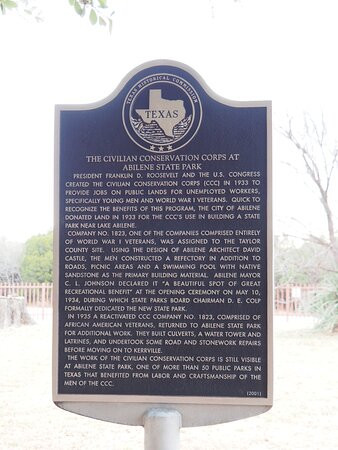 TEXAS HISTORICAL COMMISSION
TEXAS
THE CIVILIAN CONSERVATION CORPS AT
ABILENE STATE PARK
PRESIDENT FRANKLIN D. ROOSEVELT AND THE U.S. CONGRESS
CREATED THE CIVILIAN CONSERVATION CORPS (CCC) IN 1933 TO
PROVIDE JOBS ON PUBLIC LANDS FOR UNEMPLOYED WORKERS,
SPECIFICALLY YOUNG MEN AND WORLD WAR I VETERANS. QUICK TO
RECOGNIZE THE BENEFITS OF THIS PROGRAM, THE CITY OF ABILENE
DONATED LAND IN 1933 FOR THE CCC'S USE IN BUILDING A STATE
PARK NEAR LAKE ABILENE.
COMPANY NO. 1823, ONE OF THE COMPANIES COMPRISED ENTIRELY
OF WORLD WAR I VETERANS, WAS ASSIGNED TO THE TAYLOR
COUNTY SITE. USING THE DESIGN OF ABILENE ARCHITECT DAVID
CASTLE, THE MEN CONSTRUCTED A REFECTORY IN ADDITION TO
ROADS, PICNIC AREAS AND A SWIMMING POOL WITH NATIVE
SANDSTONE AS THE PRIMARY BUILDING MATERIAL. ABILENE MAYOR
C. L. JOHNSON DECLARED IT "A BEAUTIFUL SPOT OF GREAT
RECREATIONAL BENEFIT" AT THE OPENING CEREMONY ON MAY 10,
1934, DURING WHICH STATE PARKS BOARD CHAIRMAN D. E. COLP
FORMALLY DEDICATED THE NEW STATE PARK.
IN 1935 A REACTIVATED CCC COMPANY NO. 1823, COMPRISED OF
AFRICAN AMERICAN VETERANS, RETURNED TO ABILENE STATE PARK
FOR ADDITIONAL WORK. THEY BUILT CULVERTS, A WATER TOWER AND
LATRINES, AND UNDERTOOK SOME ROAD AND STONEWORK REPAIRS
BEFORE MOVING ON TO KERRVILLE.
THE WORK OF THE CIVILIAN CONSERVATION CORPS IS STILL VISIBLE
AT ABILENE STATE PARK, ONE OF MORE THAN 50 PUBLIC PARKS IN
TEXAS THAT BENEFITED FROM LABOR AND CRAFTSMANSHIP OF THE
MEN OF THE CCC.
(2001)